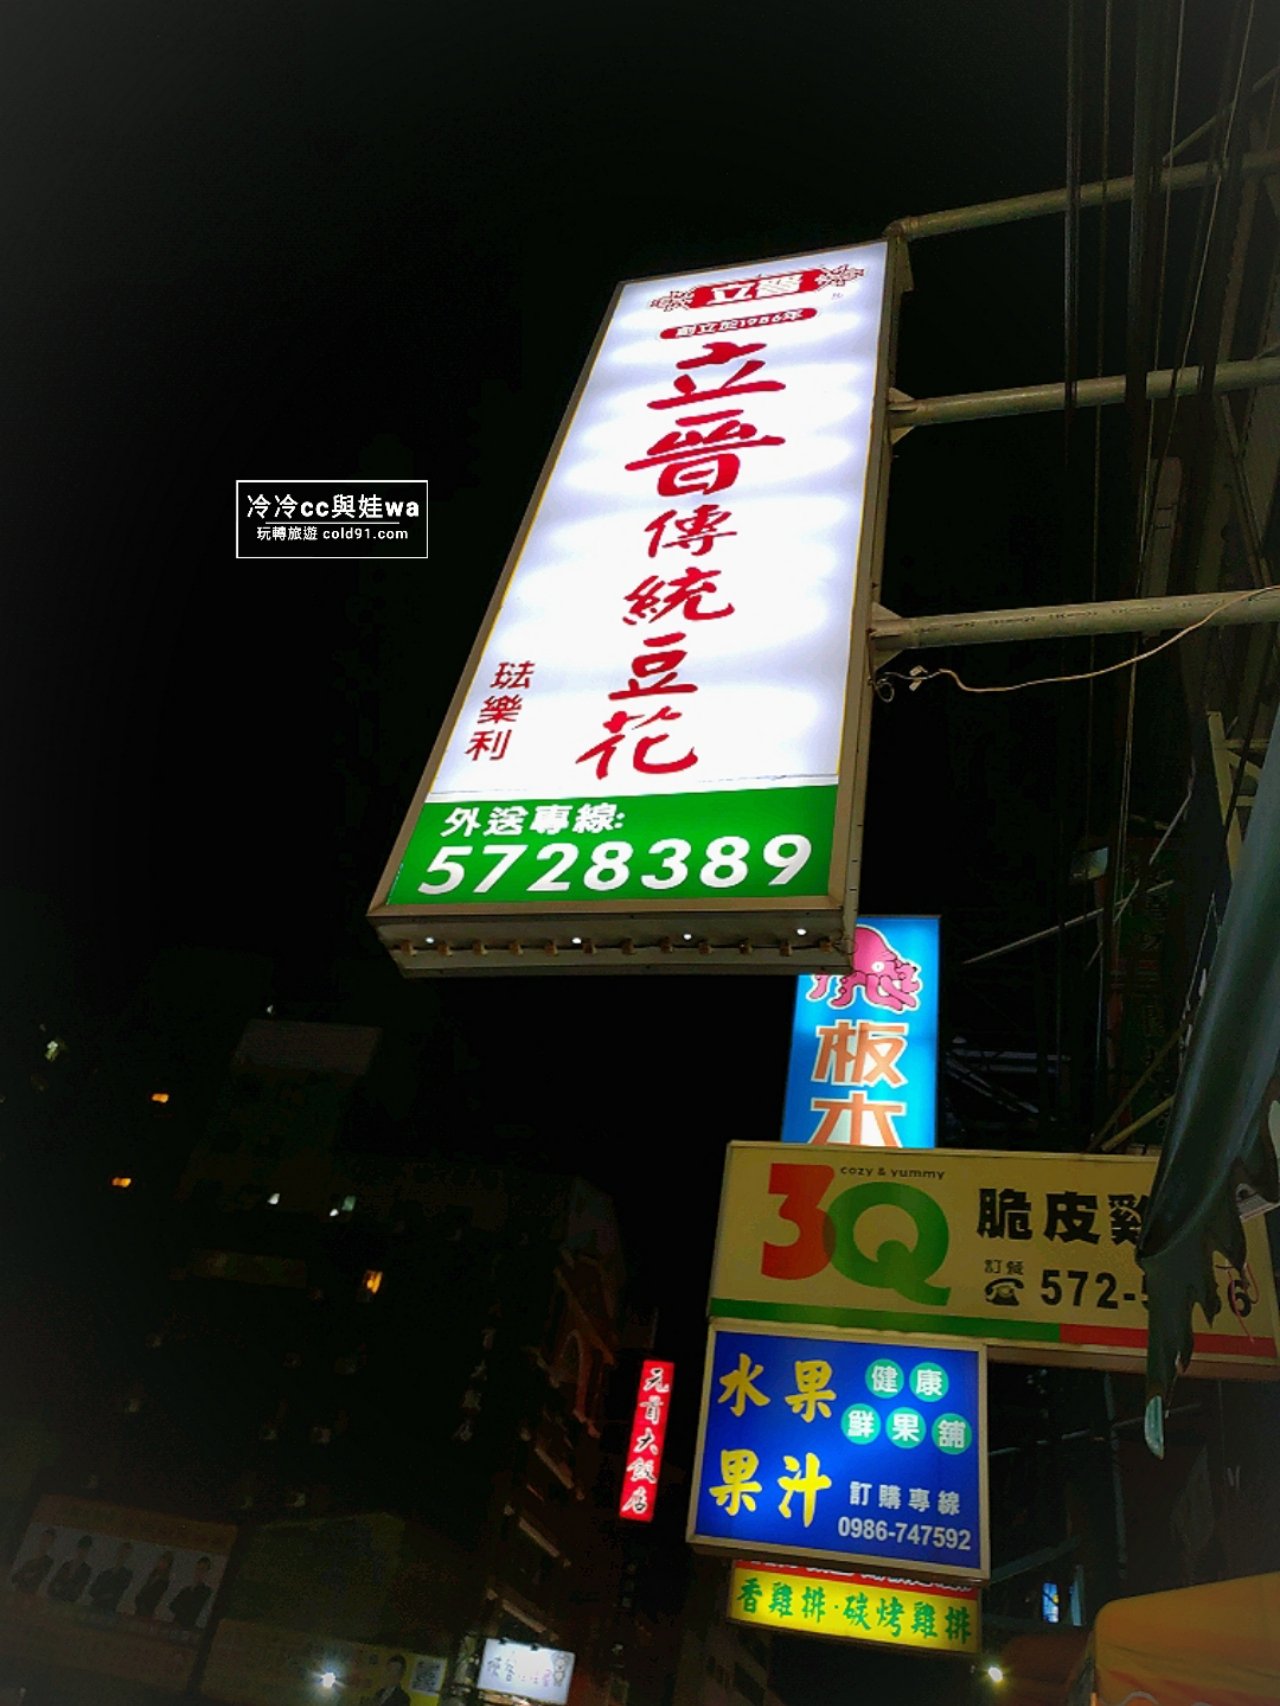 立晉
創立於1986年
立晉傳統豆花
琺樂利
外送專線:
5728389
冷冷cc與娃wa
玩轉旅遊 cold91.com
板
cozy & yummy
3Q
脆皮雞
訂餐
572-
水果
果汁
健康
鮮果舖
訂購專線
0986-747592
元首大飯店
香雞排·碳烤雞排